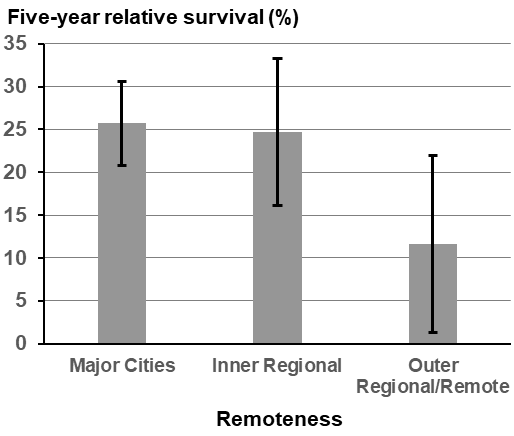 Five-year relative survival (%)
35
30
25
20
15
10
5
0
Major Cities
Inner Regional
Outer
Regional/Remote
Remoteness